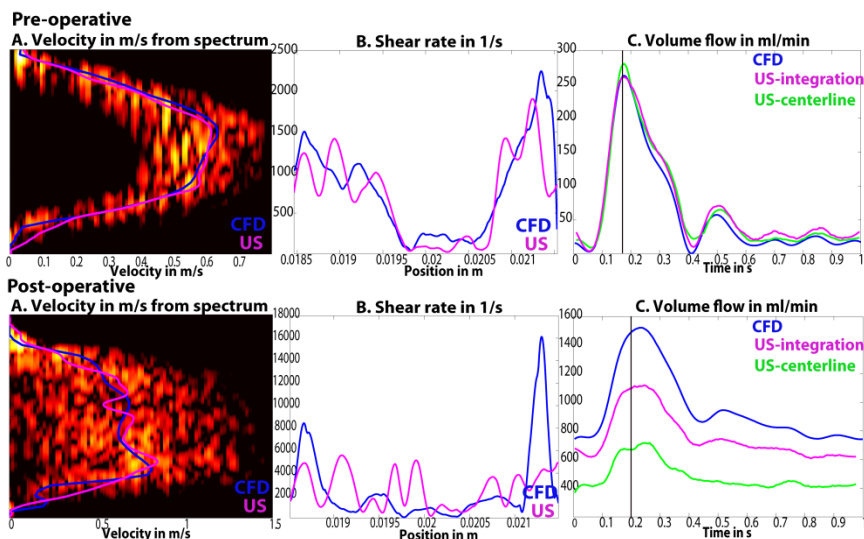 Pre-operative
A. Velocity in m/s from spectrum
B. Shear rate in 1/s
C. Volume flow in ml/min
CFD
US
0 0.1 0.2 0.3 0.4 0.5 0.6 0.7
Velocity in m/s
2500
2000
1500
1000
500
CFD
US
0.0185 0.019 0.0195 0.02 0.0205 0.021
Position in m
300
250
200
150
100
50
CFD
US-integration
US-centerline
0 0.1 0.2 0.3 0.4 0.5 0.6 0.7 0.8 0.9 1
Time in s
Post-operative
A. Velocity in m/s from spectrum
B. Shear rate in 1/s
C. Volume flow in ml/min
CFD
US
0 0.5 1 1.5
Velocity in m/s
18000
16000
14000
12000
10000
8000
6000
4000
2000
CFD
US
0.019 0.0195 0.02 0.0205 0.021
Position in m
1600
1400
1200
1000
800
600
400
CFD
US-integration
US-centerline
0 0.1 0.2 0.3 0.4 0.5 0.6 0.7 0.8 0.9 1
Time in s